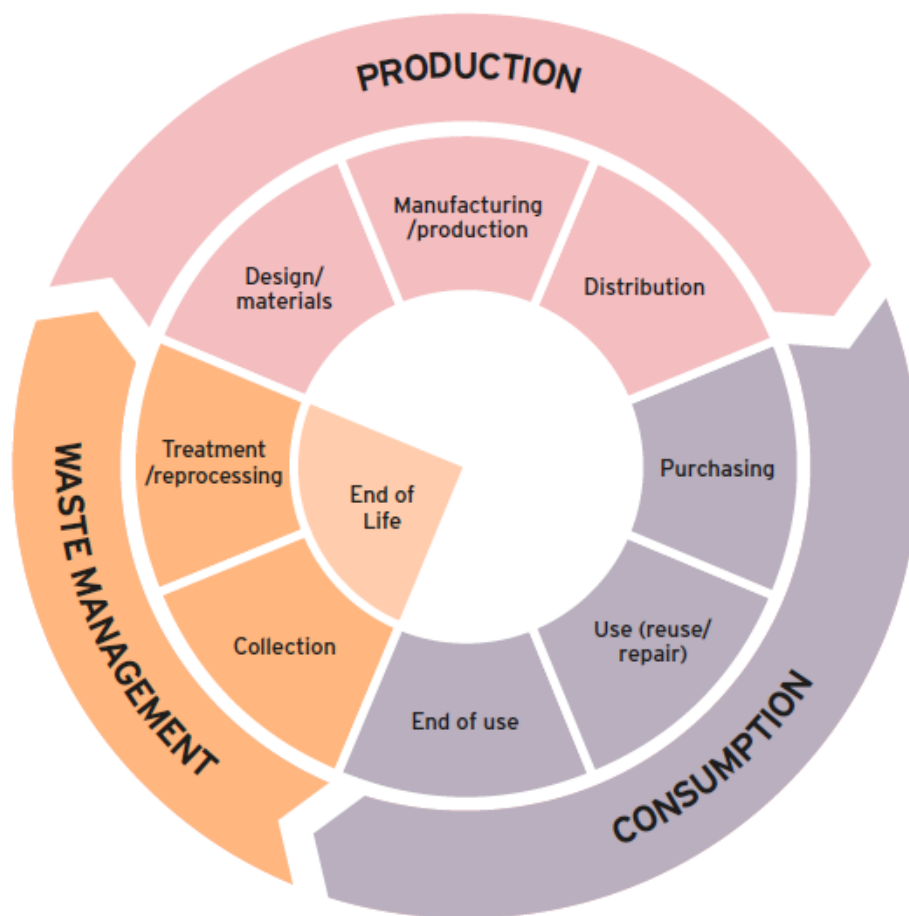 PRODUCTION
Manufacturing
/production
Design/
materials
Distribution
Treatment
/reprocessing
Purchasing
End of
Life
WASTE MANAGEMENT
Collection
Use (reuse/
repair)
End of use
CONSUMPTION